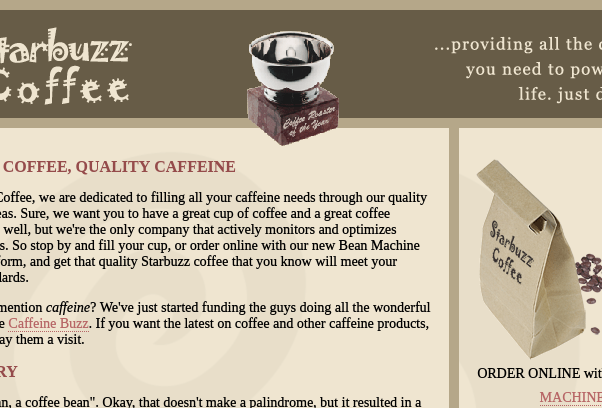 Starbuzz
Coffee
Coffee Roaster
of the Year
...providing all the
you need to pow
life. just
COFFEE, QUALITY CAFFEINE
Coffee, we are dedicated to filling all your caffeine needs through our quality
eas. Sure, we want you to have a great cup of coffee and a great coffee
well, but we're the only company that actively monitors and optimizes
s. So stop by and fill your cup, or order online with our new Bean Machine
orm, and get that quality Starbuzz coffee that you know will meet your
dards.
mention caffeine? We've just started funding the guys doing all the wonderful
e Caffeine Buzz. If you want the latest on coffee and other caffeine products,
ay them a visit.
RY
an, a coffee bean". Okay, that doesn't make a palindrome, but it resulted in a
Starbuzz
Coffee
ORDER ONLINE wit
MACHINE